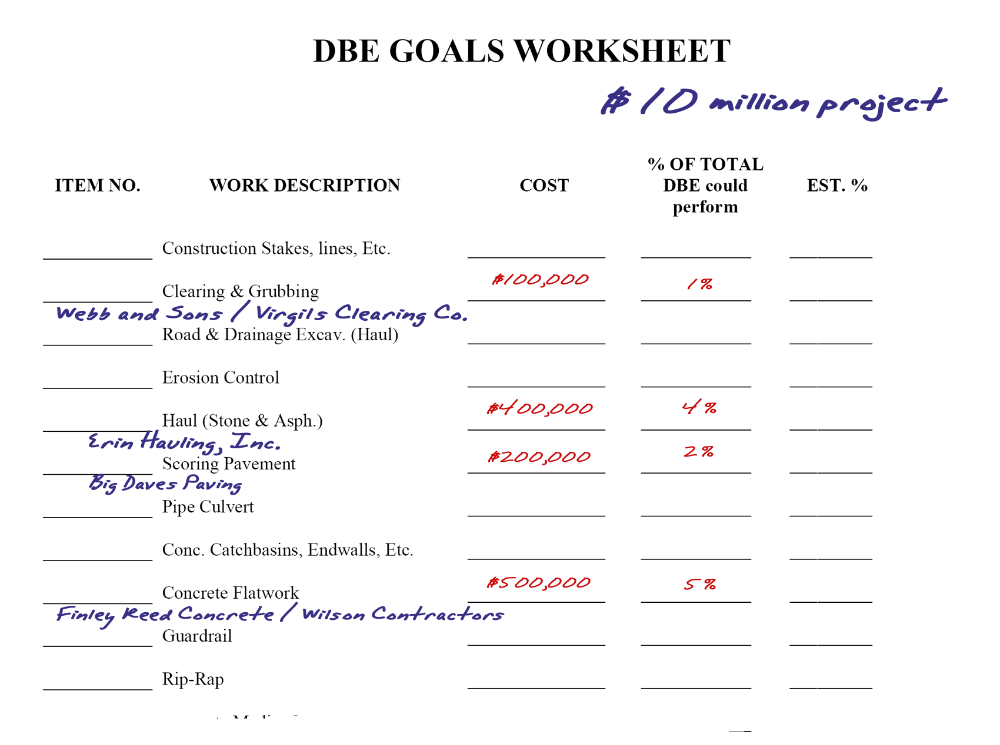 DBE GOALS WORKSHEET
$10 million project
ITEM NO. WORK DESCRIPTION COST % OF TOTAL DBE could perform EST. %
Construction Stakes, lines, Etc.
Clearing & Grubbing $100,000 1%
Webb and Sons / Virgils Clearing Co.
Road & Drainage Excav. (Haul)
Erosion Control
Haul (Stone & Asph.) $400,000 4%
Erin Hauling, Inc.
Scoring Pavement $200,000 2%
Big Daves Paving
Pipe Culvert
Conc. Catchbasins, Endwalls, Etc.
Concrete Flatwork $500,000 5%
Finley Reed Concrete / Wilson Contractors
Guardrail
Rip-Rap